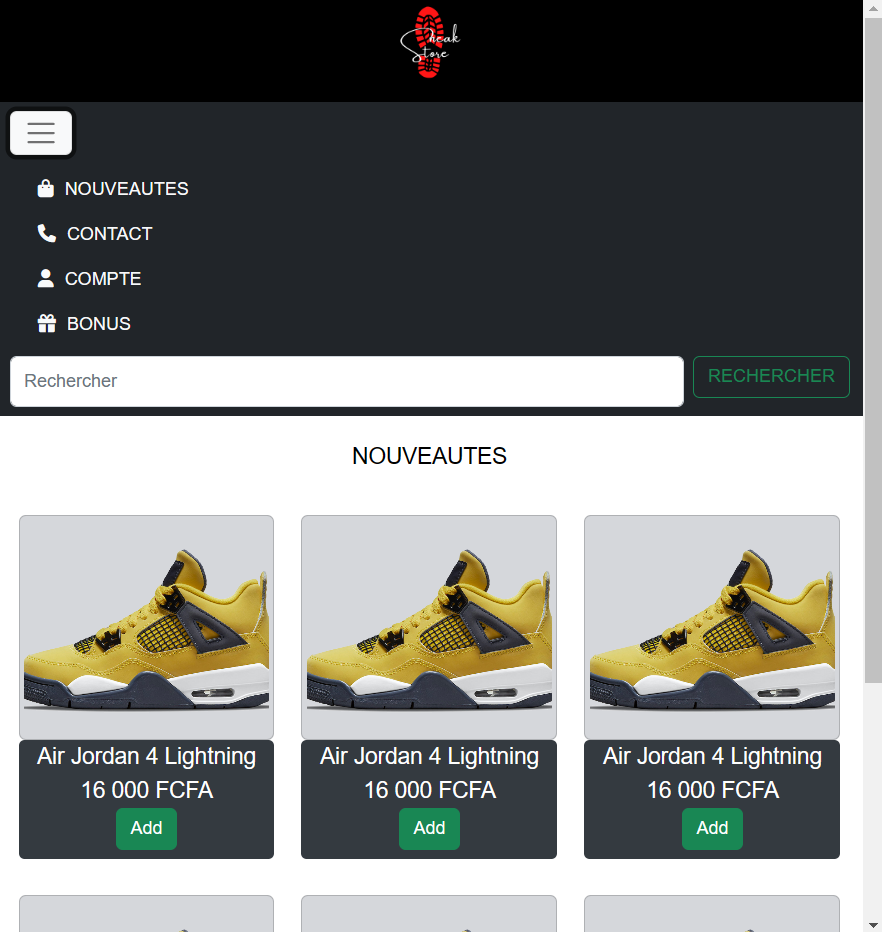 Sneak
Store
NOUVEAUTES
CONTACT
COMPTE
BONUS
Rechercher
RECHERCHER
NOUVEAUTES
Air Jordan 4 Lightning
16 000 FCFA
Add
Air Jordan 4 Lightning
16 000 FCFA
Add
Air Jordan 4 Lightning
16 000 FCFA
Add